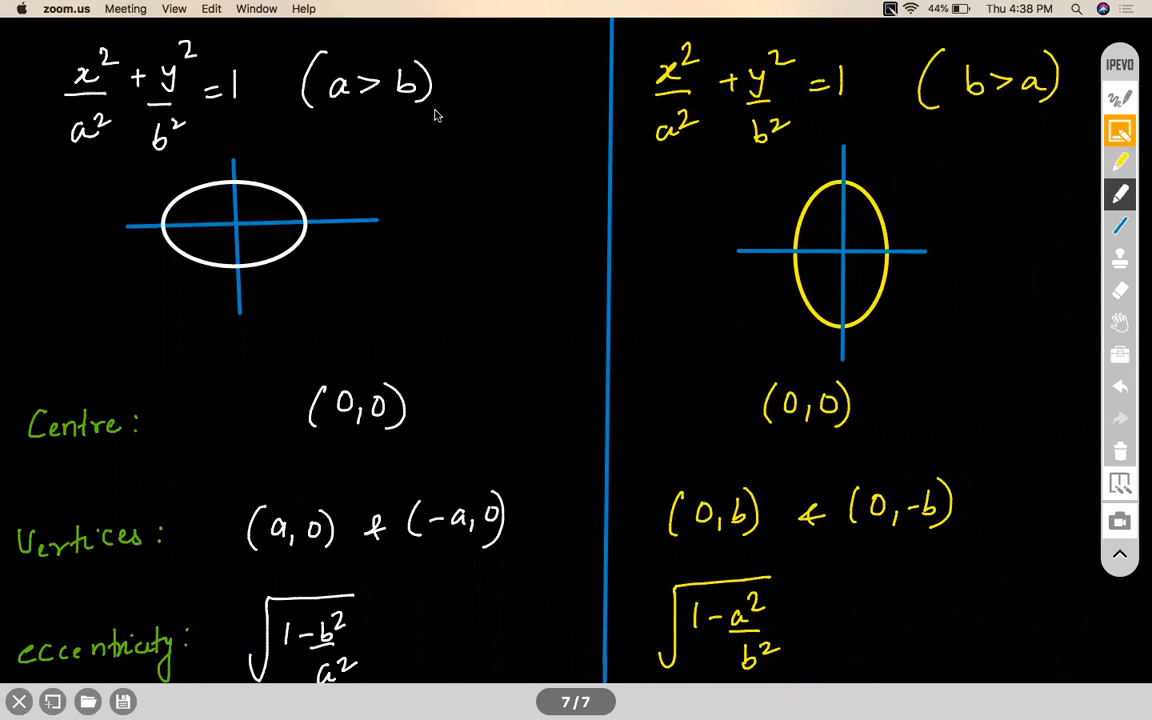 zoom.us Meeting View Edit Window Help 44% Thu 4:38 PM
x²/a² + y²/b² = 1 (a > b)
x²/a² + y²/b² = 1 (b > a)
IPEVO
Centre: (0,0) (0,0)
Vertices: (a,0) & (-a,0) (0,b) & (0,-b)
eccentricity: √(1-b²/a²) √(1-a²/b²)
7/7